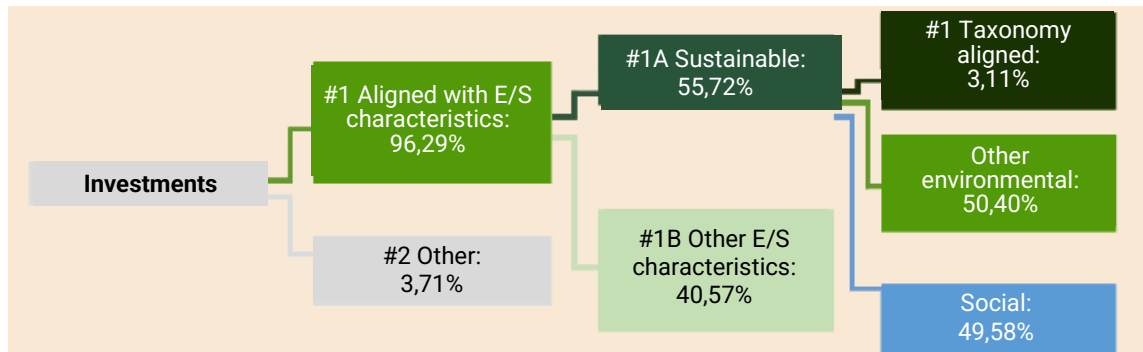 Investments
#1 Aligned with E/S
characteristics:
96,29%
#2 Other:
3,71%
#1A Sustainable:
55,72%
#1B Other E/S
characteristics:
40,57%
#1 Taxonomy
aligned:
3,11%
Other
environmental:
50,40%
Social:
49,58%